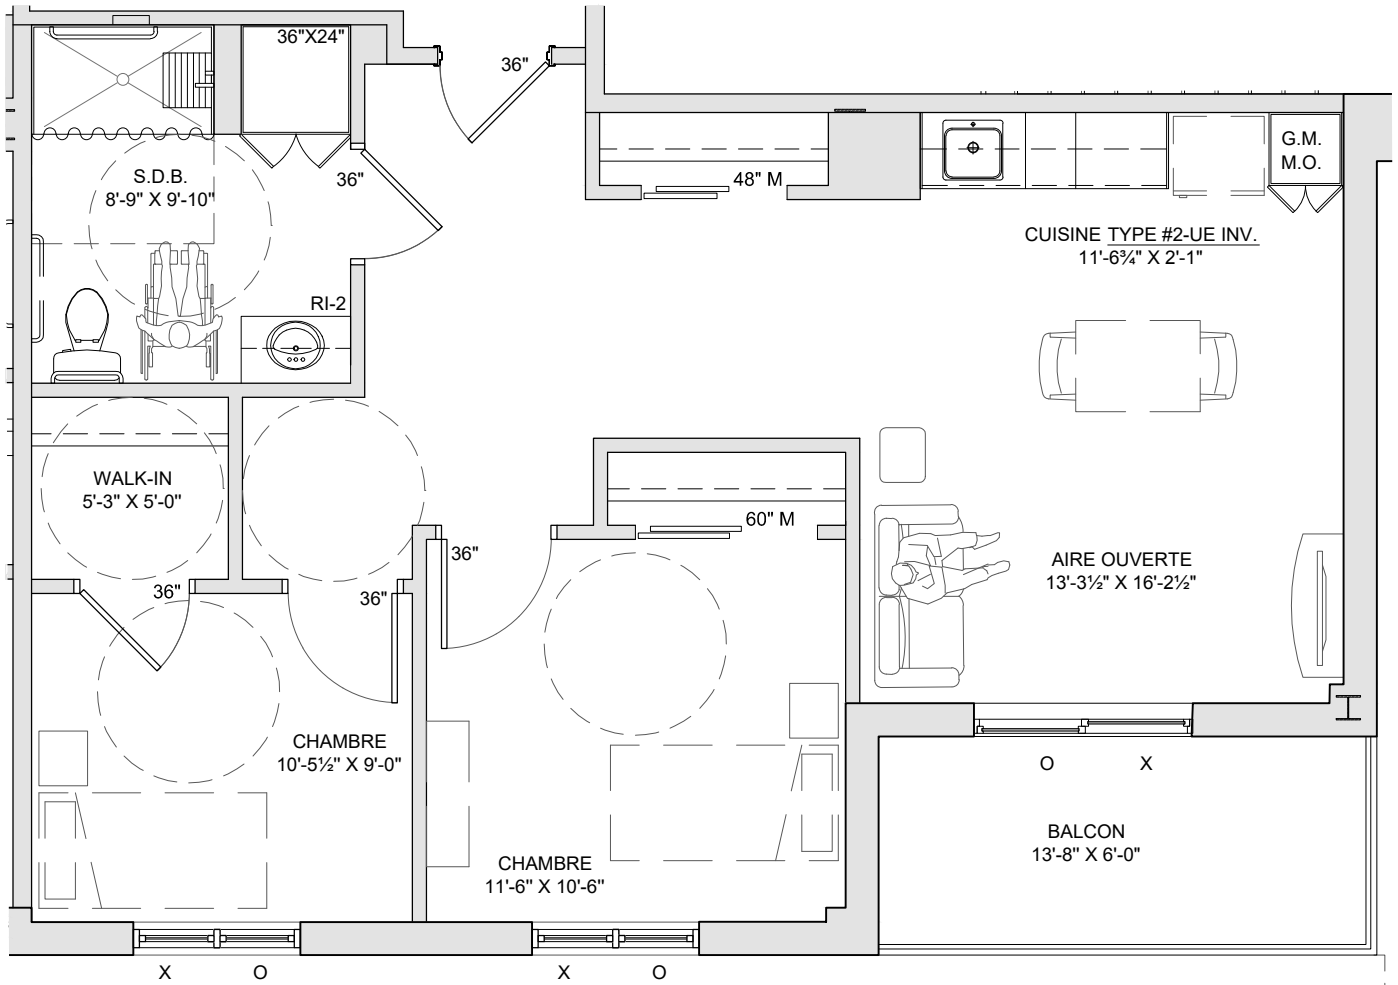 36"X24"
36"
G.M.
M.O.
S.D.B.
8'-9" X 9'-10"
36"
48" M
CUISINE TYPE #2-UE INV.
11'-6¾" X 2'-1"
RI-2
WALK-IN
5'-3" X 5'-0"
60" M
36"
AIRE OUVERTE
13'-3½" X 16'-2½"
36"
36"
CHAMBRE
10'-5½" X 9'-0"
O X
BALCON
13'-8" X 6'-0"
CHAMBRE
11'-6" X 10'-6"
X O
X O